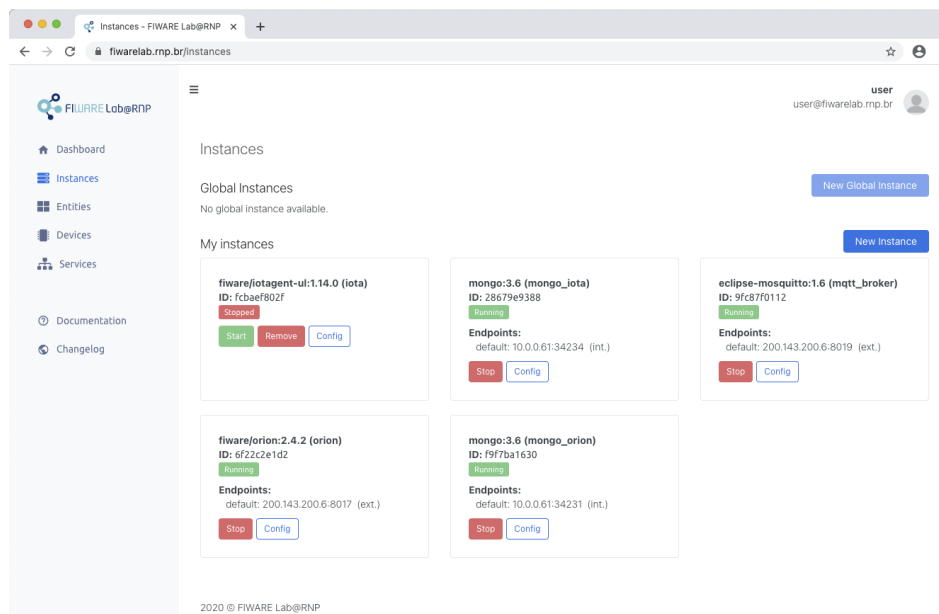 Instances - FIWARE Lab@RNP
fiwarelab.rnp.br/instances
FIWARE Lab@RNP
user
user@fiwarelab.rnp.br
Dashboard
Instances
Entities
Devices
Services
Documentation
Changelog
Instances
Global Instances
New Global Instance
No global instance available.
My instances
New Instance
fiware/iotagent-ul:1.14.0 (iota)
ID: fcbaef802f
Stopped
Start Remove Config
mongo:3.6 (mongo_iota)
ID: 28679e9388
Running
Endpoints:
default: 10.0.0.61:34234 (int.)
Stop Config
eclipse-mosquitto:1.6 (mqtt_broker)
ID: 9fc87f0112
Running
Endpoints:
default: 200.143.200.6:8019 (ext.)
Stop Config
fiware/orion:2.4.2 (orion)
ID: 6f22c2e1d2
Running
Endpoints:
default: 200.143.200.6:8017 (ext.)
Stop Config
mongo:3.6 (mongo_orion)
ID: f9f7ba1630
Running
Endpoints:
default: 10.0.0.61:34231 (int.)
Stop Config
2020 © FIWARE Lab@RNP